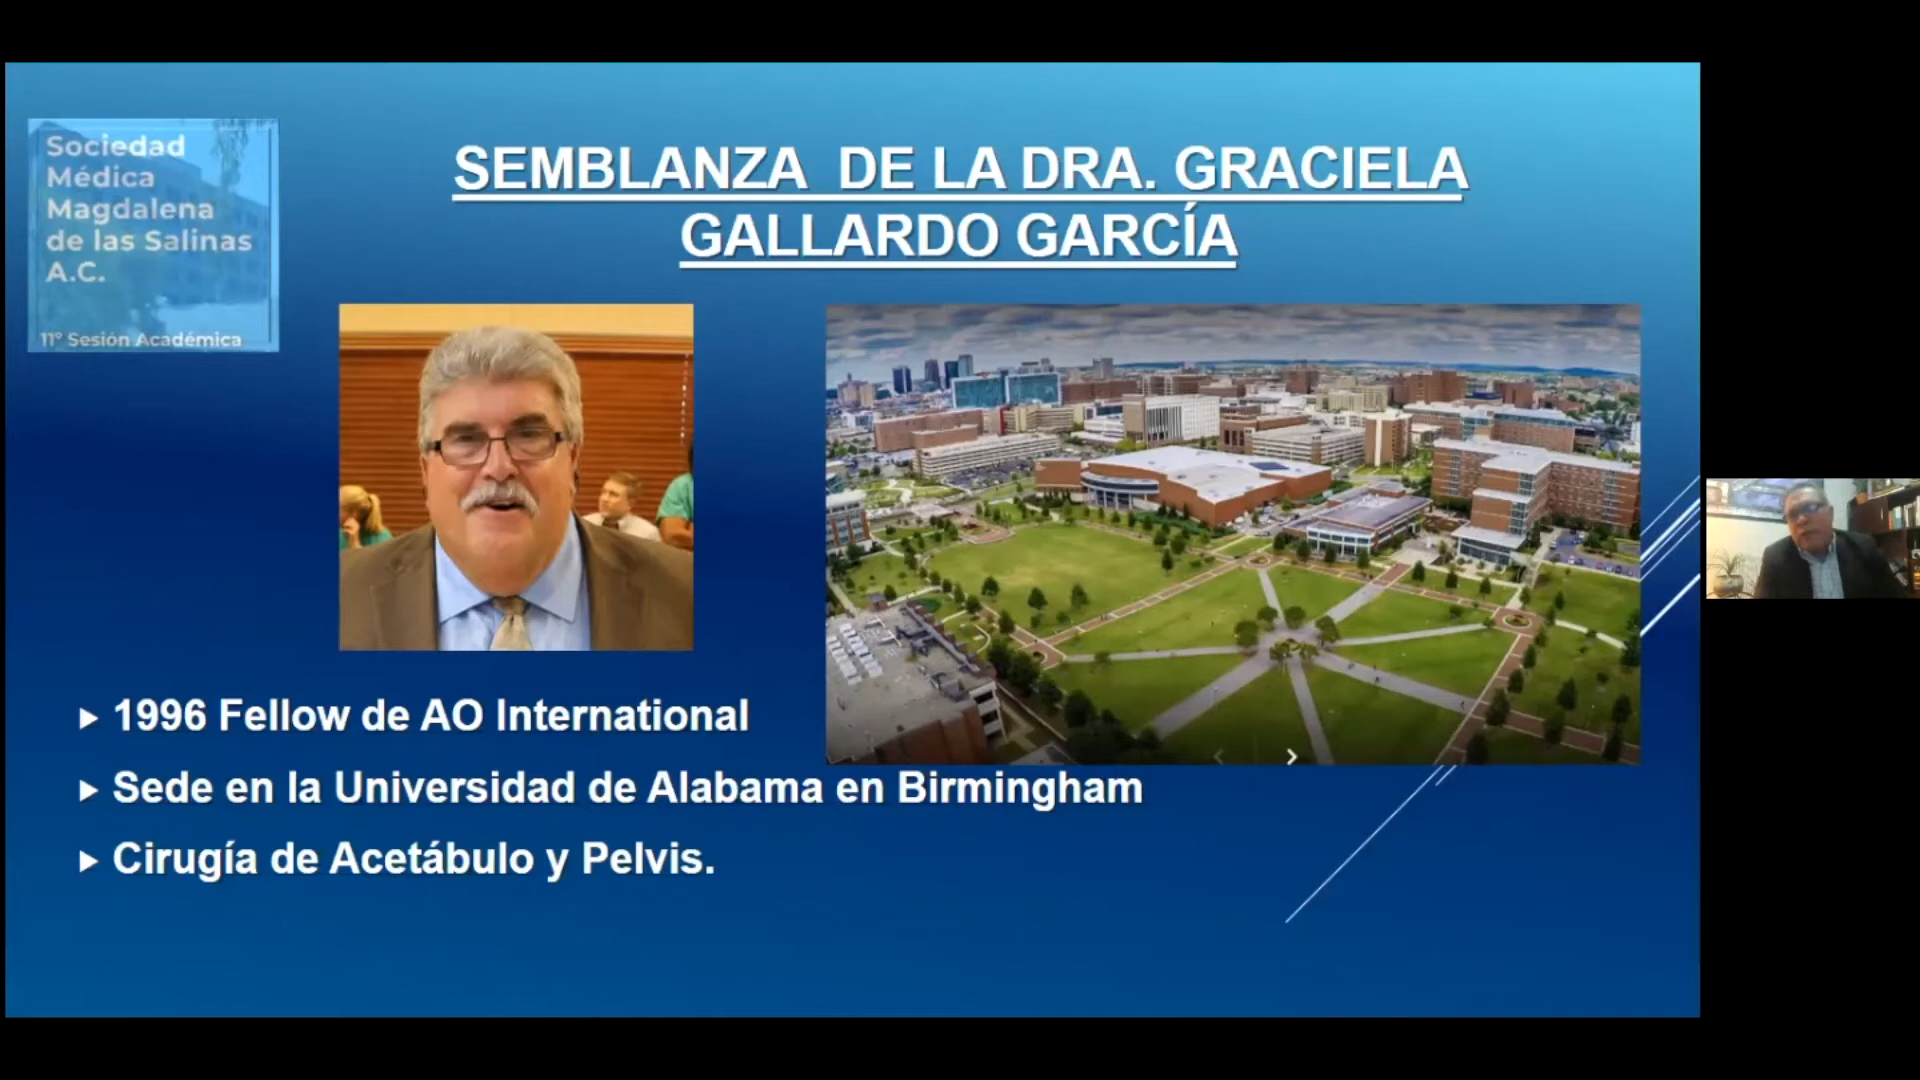 Sociedad
Médica
Magdalena
de las Salinas
A.C.
11° Sesión Académica
SEMBLANZA DE LA DRA. GRACIELA
GALLARDO GARCÍA
1996 Fellow de AO International
Sede en la Universidad de Alabama en Birmingham
Cirugía de Acetábulo y Pelvis.